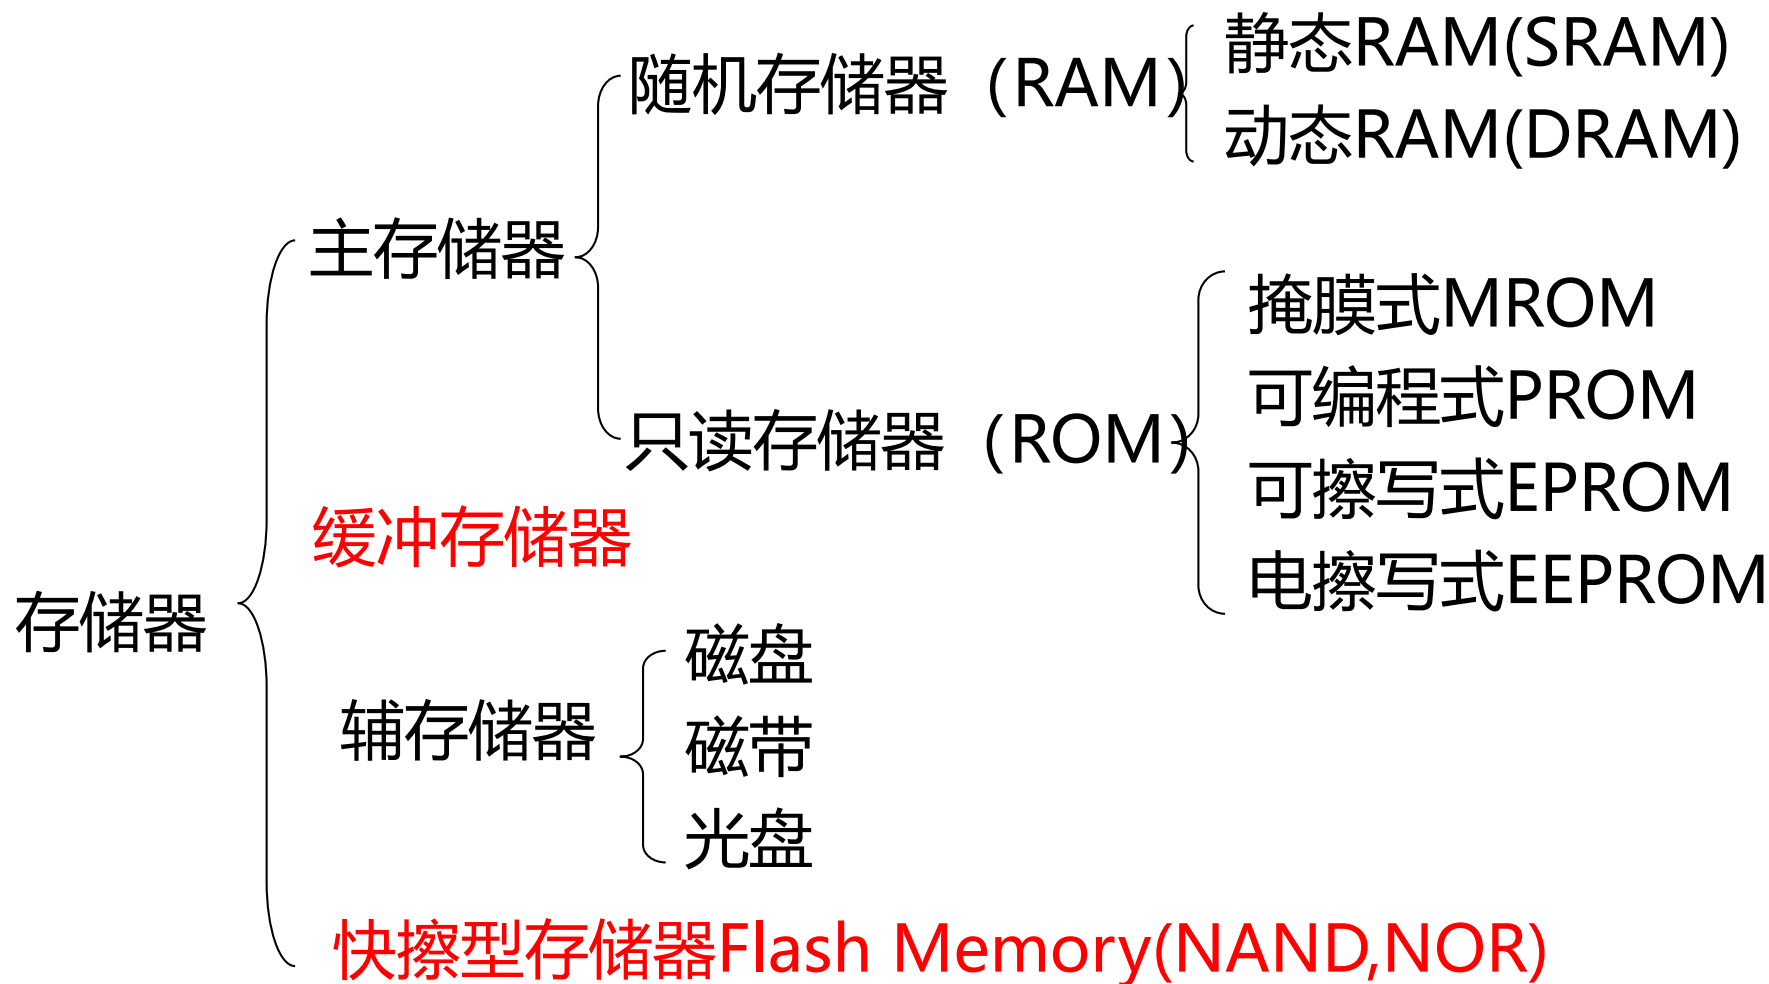 静态RAM(SRAM)
随机存储器（RAM）
动态RAM(DRAM)
主存储器
掩膜式MROM
可编程式PROM
只读存储器（ROM）
可擦写式EPROM
缓冲存储器
电擦写式EEPROM
存储器
磁盘
辅存储器
磁带
光盘
快擦型存储器Flash Memory(NAND,NOR)